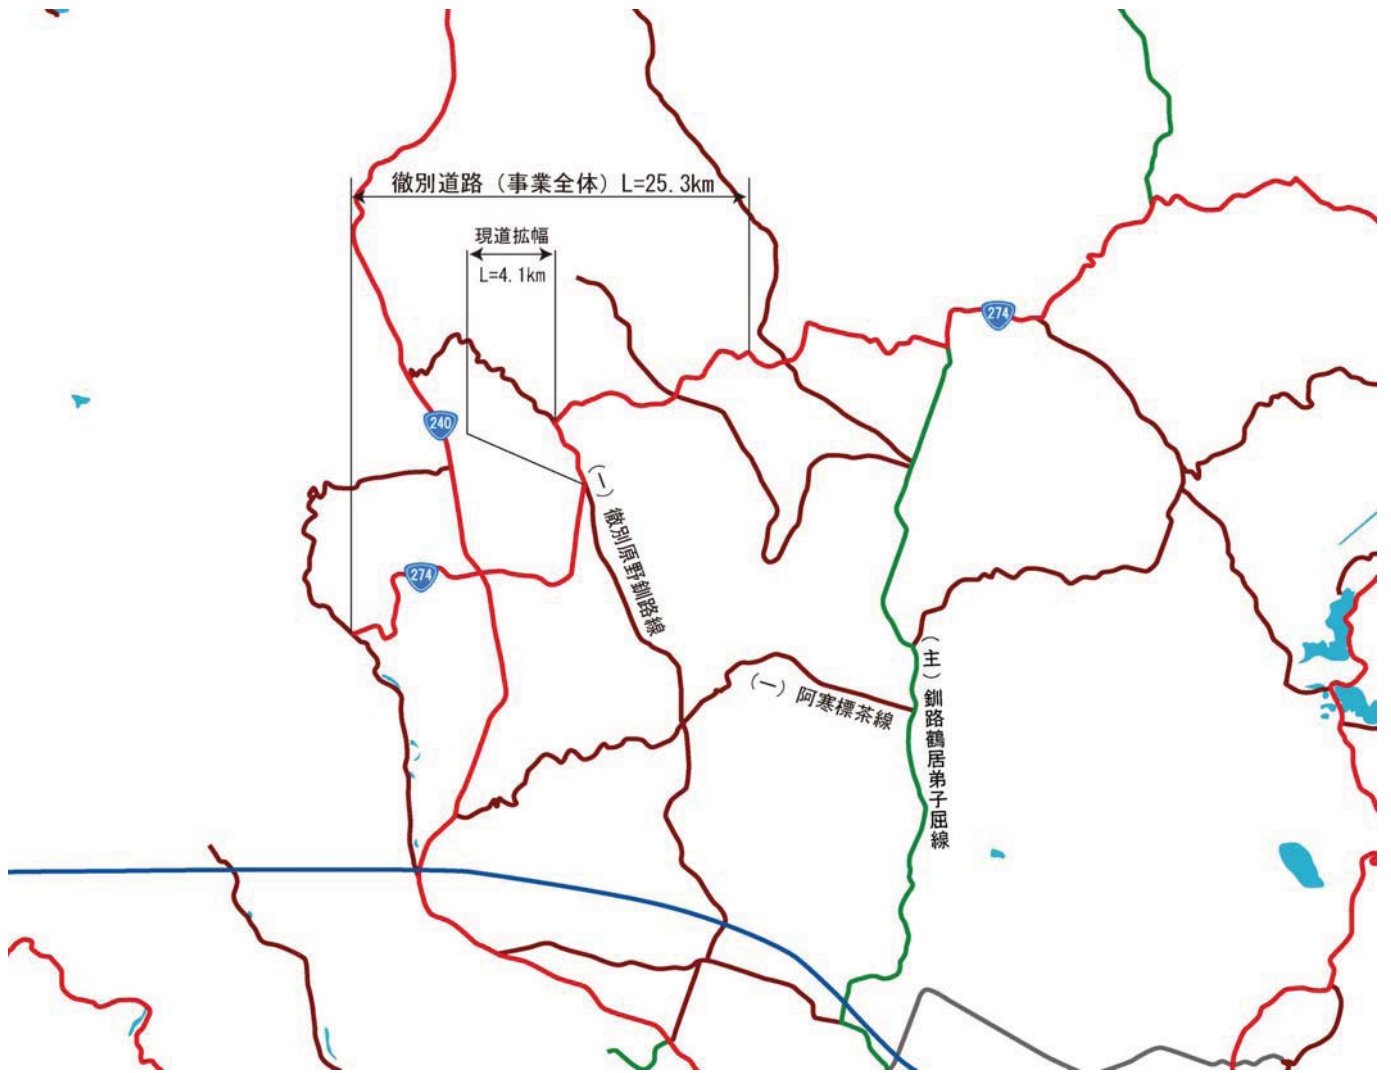 徹別道路（事業全体）L=25.3km
現道拡幅
L=4.1km
274
240
(一) 徹別原野釧路線
274
(主) 釧路鶴居弟子屈線
(一) 阿寒標茶線